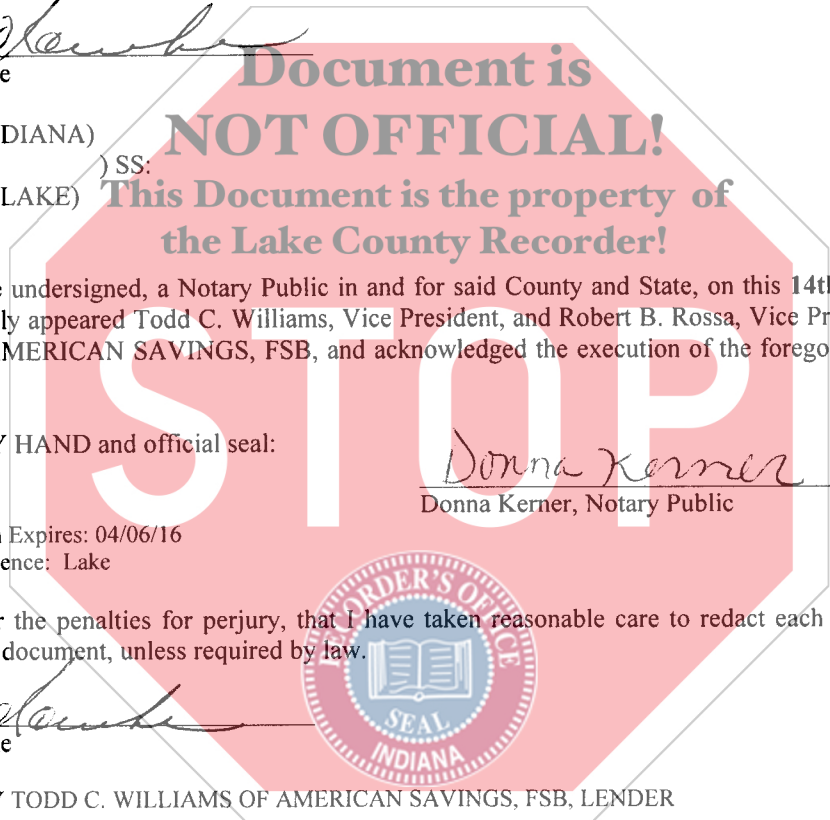 Document is
NOT OFFICIAL!
This Document is the property of
the Lake County Recorder!
STOP
e
DIANA)
) SS:
LAKE)
e undersigned, a Notary Public in and for said County and State, on this 14th
ly appeared Todd C. Williams, Vice President, and Robert B. Rossa, Vice Pr
MERICAN SAVINGS, FSB, and acknowledged the execution of the forego
Y HAND and official seal:
Donna Kerner
Donna Kerner, Notary Public
n Expires: 04/06/16
ence: Lake
r the penalties for perjury, that I have taken reasonable care to redact each
document, unless required by law.
RECORDER'S OFFICE
SEAL
INDIANA
e
Y TODD C. WILLIAMS OF AMERICAN SAVINGS, FSB, LENDER